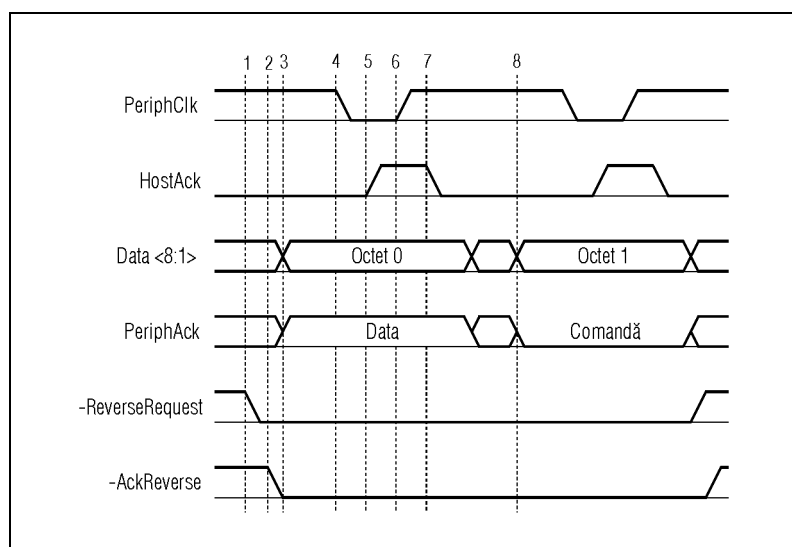 1 2 3 4 5 6 7 8
PeriphClk
HostAck
Data <8:1> Octet 0 Octet 1
PeriphAck Data Comandă
-ReverseRequest
-AckReverse